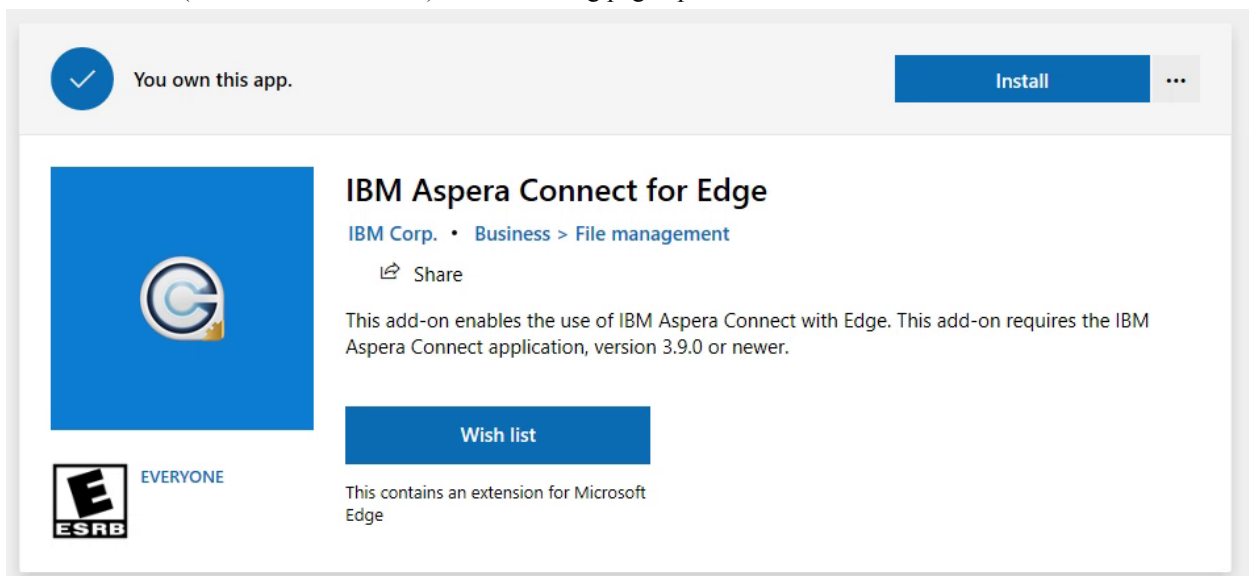 You own this app.
Install
IBM Aspera Connect for Edge
IBM Corp. • Business > File management
Share
This add-on enables the use of IBM Aspera Connect with Edge. This add-on requires the IBM
Aspera Connect application, version 3.9.0 or newer.
Wish list
E
ESRB
EVERYONE
This contains an extension for Microsoft
Edge